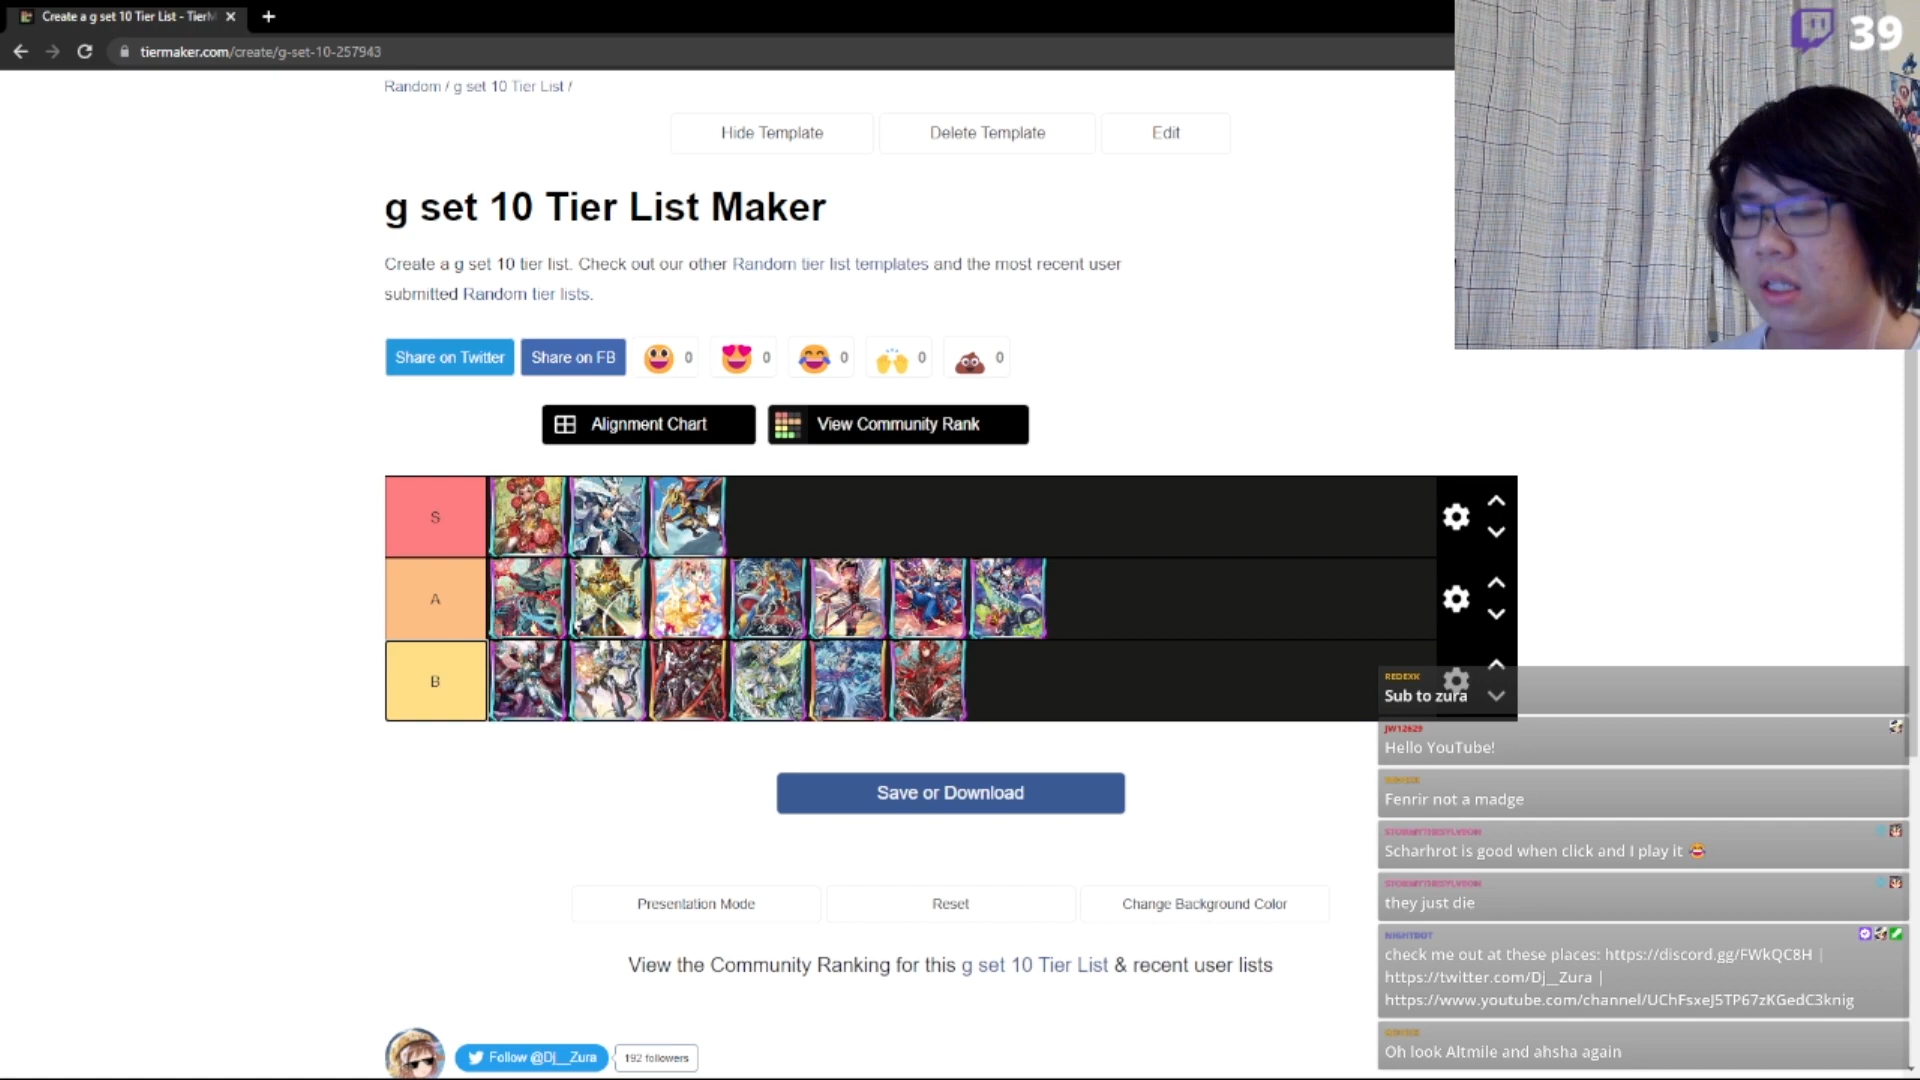 Create a g set 10 Tier List - TierM
tiermaker.com/create/g-set-10-257943
39
Random / g set 10 Tier List /
Hide Template
Delete Template
Edit
g set 10 Tier List Maker
Create a g set 10 tier list. Check out our other Random tier list templates and the most recent user
submitted Random tier lists.
Share on Twitter
Share on FB
0
0
0
0
0
Alignment Chart
View Community Rank
S
A
B
REDEXK
Sub to zura
JW12629
Hello YouTube!
Fenrir not a madge
Scharhrot is good when click and I play it
they just die
NIGHTBOT
check me out at these places: https://discord.gg/FWkQC8H |
https://twitter.com/Dj__Zura |
https://www.youtube.com/channel/UChFsxeJ5TP67zKGedC3knig
Oh look Altmile and ahsha again
Save or Download
Presentation Mode
Reset
Change Background Color
View the Community Ranking for this g set 10 Tier List & recent user lists
Follow @Dj__Zura
192 followers